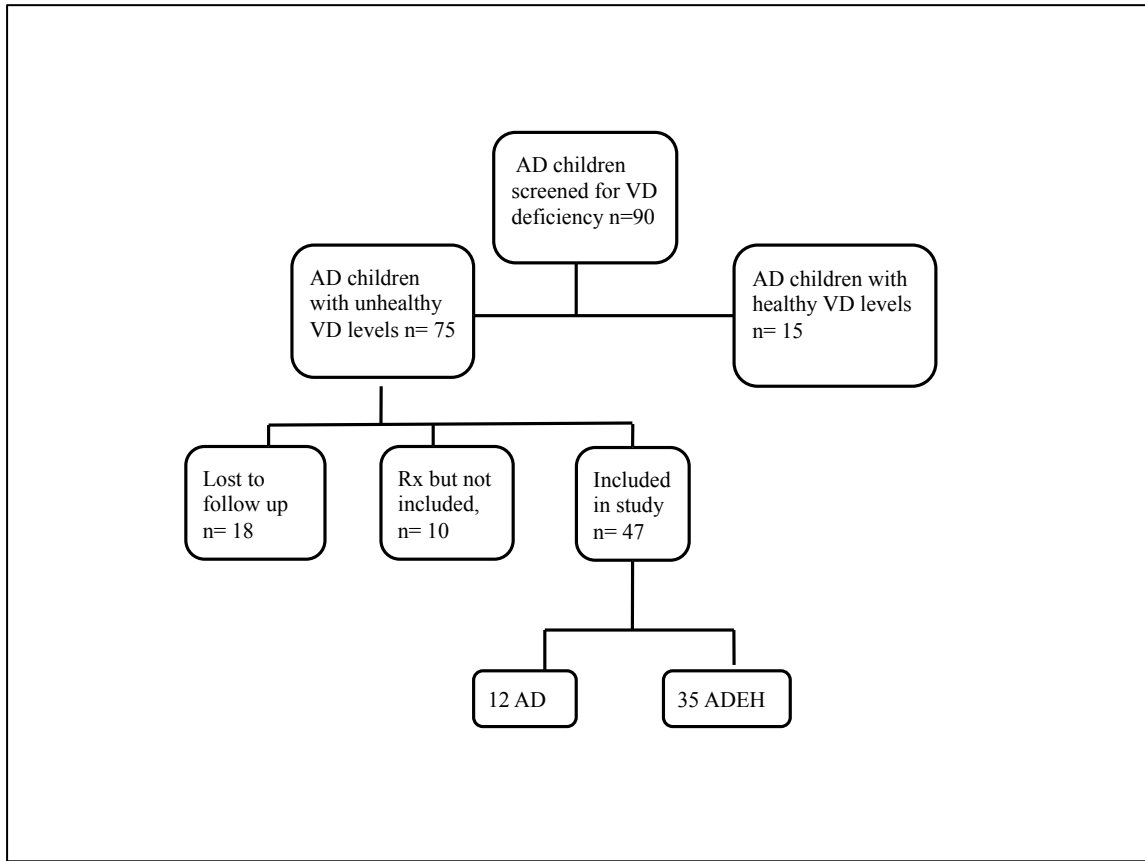 AD children
screened for VD
deficiency n=90
AD children
with unhealthy
VD levels n= 75
AD children with
healthy VD levels
n= 15
Lost to
follow up
n= 18
Rx but not
included,
n= 10
Included
in study
n= 47
12 AD
35 ADEH